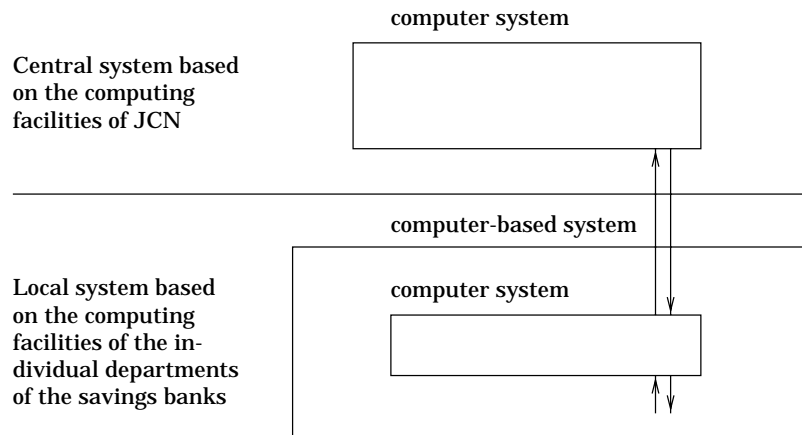 computer system
Central system based
on the computing
facilities of JCN
computer-based system
Local system based
on the computing
facilities of the in-
dividual departments
of the savings banks
computer system